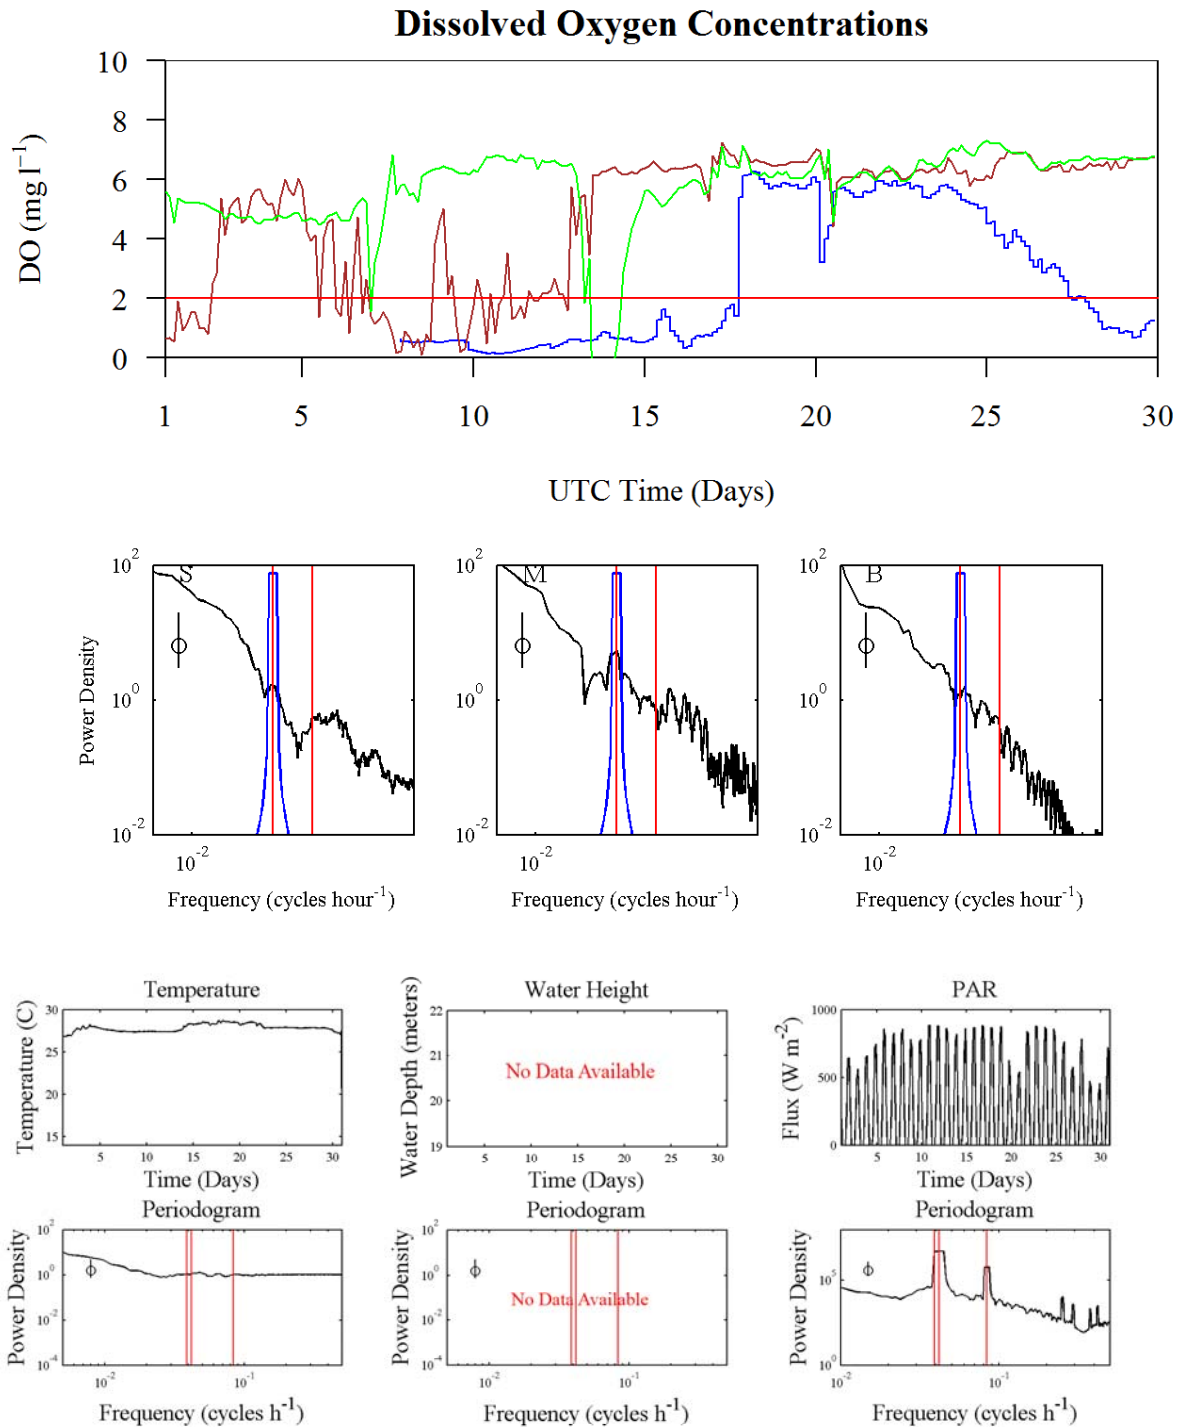 Dissolved Oxygen Concentrations
DO (mg l⁻¹)
10
8
6
4
2
0
1 5 10 15 20 25 30
UTC Time (Days)
Power Density
10² 10² 10²
S M B
10⁰ 10⁰ 10⁰
10⁻² 10⁻² 10⁻²
10⁻² 10⁻² 10⁻²
Frequency (cycles hour⁻¹) Frequency (cycles hour⁻¹) Frequency (cycles hour⁻¹)
Temperature
Temperature (C)
30
25
20
15
5 10 15 20 25 30
Time (Days)
Water Height
Water Depth (meters)
22
21
20
19
No Data Available
5 10 15 20 25 30
Time (Days)
PAR
Flux (W m⁻²)
1000
500
0
5 10 15 20 25 30
Time (Days)
Periodogram
Power Density
10²
10⁰
10⁻²
10⁻⁴
10⁻² 10⁻¹
Frequency (cycles h⁻¹)
Periodogram
Power Density
10²
10⁰
10⁻²
10⁻⁴
No Data Available
10⁻² 10⁻¹
Frequency (cycles h⁻¹)
Periodogram
Power Density
10⁵
10⁰
10⁻² 10⁻¹
Frequency (cycles h⁻¹)